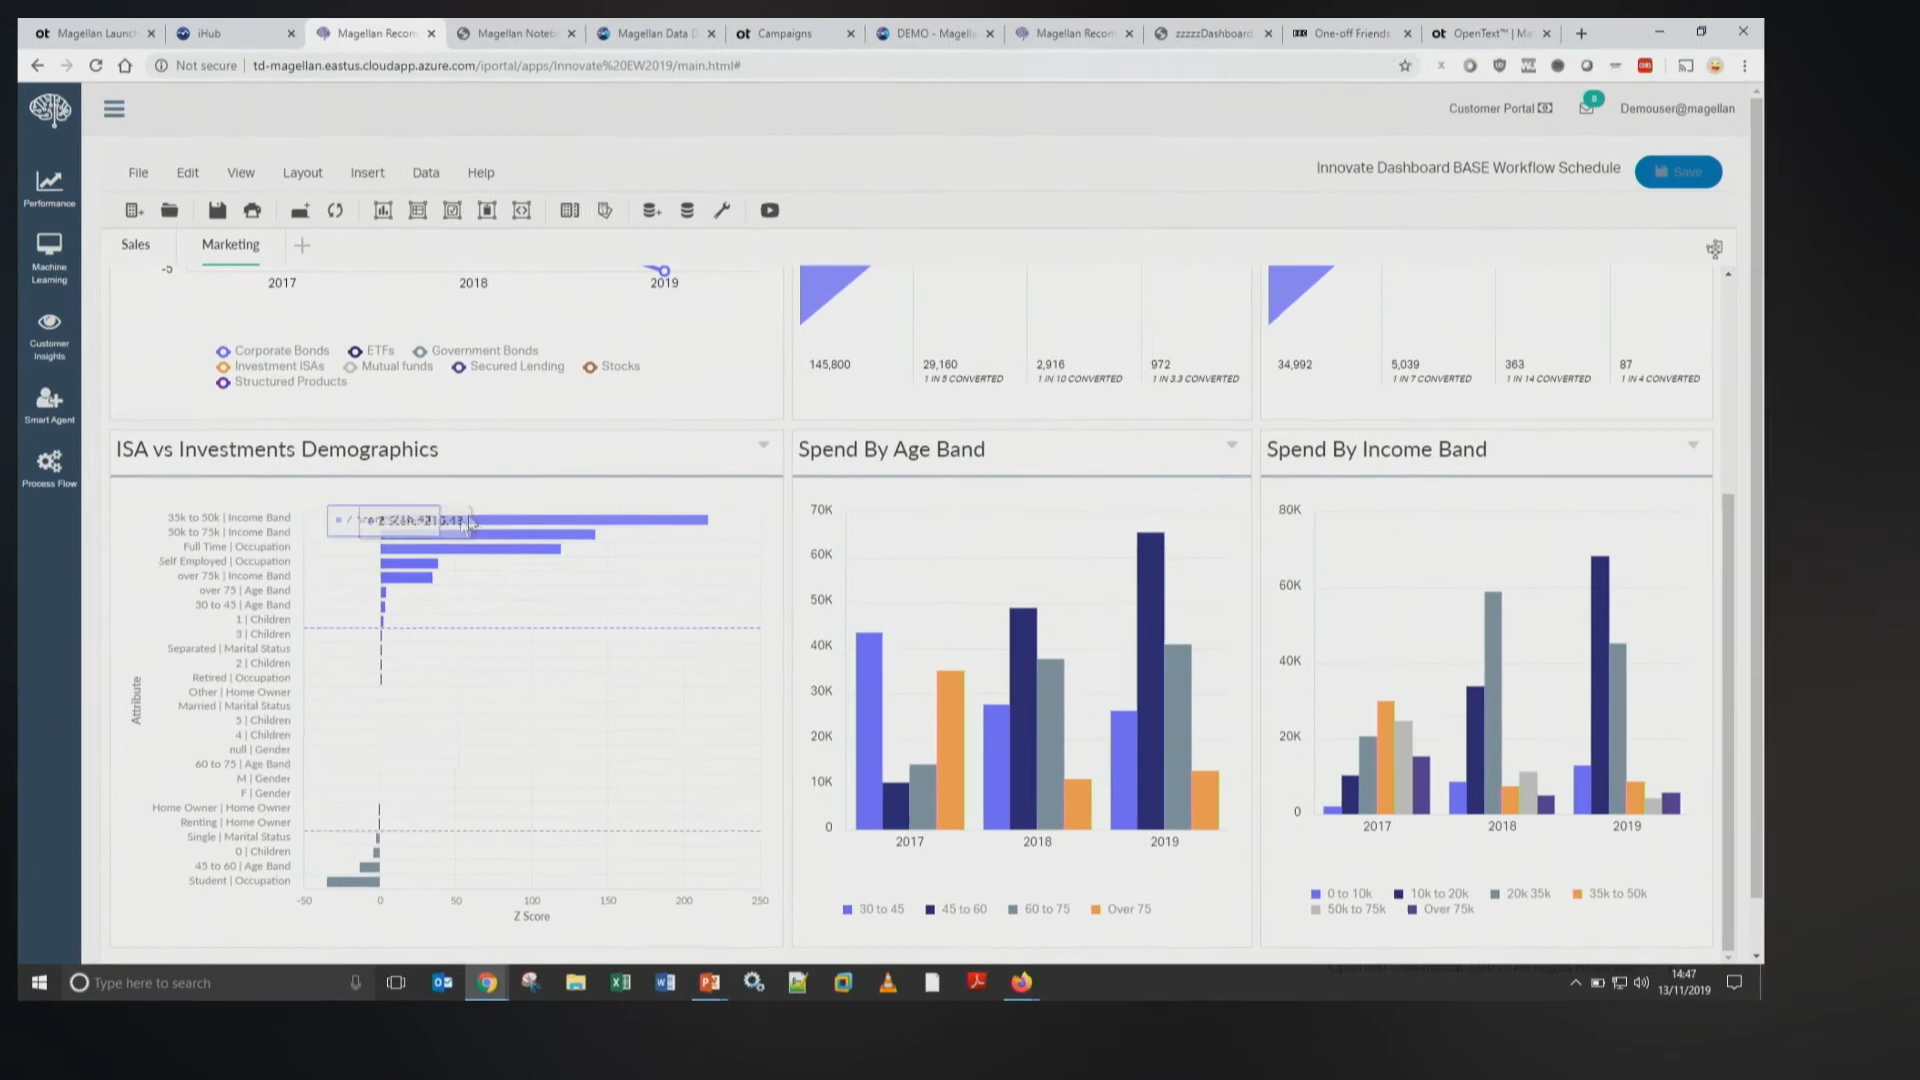 Magellan Launch
iHub
Magellan Recom
Magellan Noteb
Magellan Data D
Campaigns
DEMO - Magella
Magellan Recom
zzzzzDashboard
One-off Friends
OpenText™ | Ma
Not secure | td-magellan.eastus.cloudapp.azure.com/iportal/apps/Innovate%20EW2019/main.html#
Customer Portal
8
Demouser@magellan
Performance
Machine Learning
Customer Insights
Smart Agent
Process Flow
File Edit View Layout Insert Data Help
Innovate Dashboard BASE Workflow Schedule
Save
Sales Marketing
-5
2017 2018 2019
Corporate Bonds ETFs Government Bonds
Investment ISAs Mutual funds Secured Lending Stocks
Structured Products
145,800 29,160 2,916 972
1 IN 5 CONVERTED 1 IN 10 CONVERTED 1 IN 3.3 CONVERTED
34,992 5,039 363 87
1 IN 7 CONVERTED 1 IN 14 CONVERTED 1 IN 4 CONVERTED
ISA vs Investments Demographics
Attribute
35k to 50k | Income Band
50k to 75k | Income Band
Full Time | Occupation
Self Employed | Occupation
over 75k | Income Band
over 75 | Age Band
30 to 45 | Age Band
1 | Children
3 | Children
Separated | Marital Status
2 | Children
Retired | Occupation
Other | Home Owner
Married | Marital Status
5 | Children
4 | Children
null | Gender
60 to 75 | Age Band
M | Gender
F | Gender
Home Owner | Home Owner
Renting | Home Owner
Single | Marital Status
0 | Children
45 to 60 | Age Band
Student | Occupation
-50 0 50 100 150 200 250
Z Score
Spend By Age Band
70K
60K
50K
40K
30K
20K
10K
0
2017 2018 2019
30 to 45 45 to 60 60 to 75 Over 75
Spend By Income Band
80K
60K
40K
20K
0
2017 2018 2019
0 to 10k 10k to 20k 20k 35k 35k to 50k
50k to 75k Over 75k
Type here to search
14:47
13/11/2019